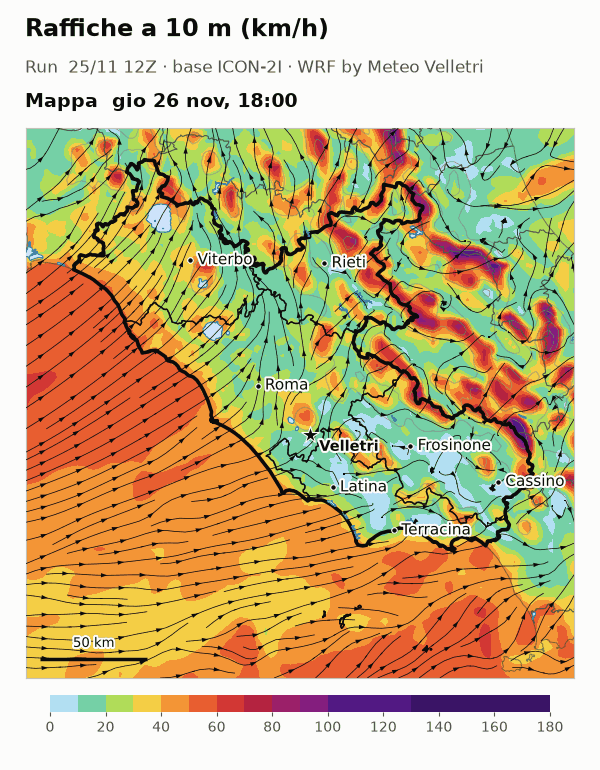 Raffiche a 10 m (km/h)
Run 25/11 12Z · base ICON-2I · WRF by Meteo Velletri
Mappa gio 26 nov, 18:00
Viterbo
Rieti
Roma
Velletri
Frosinone
Latina
Cassino
Terracina
50 km
0 20 40 60 80 100 120 140 160 180